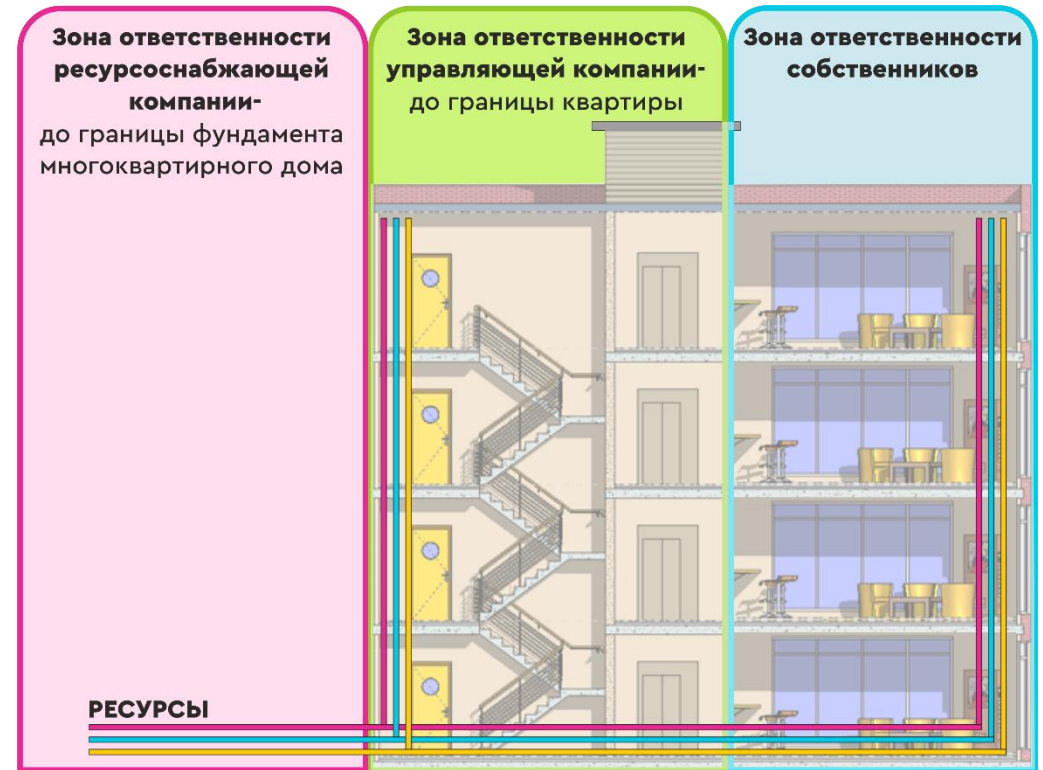 Зона ответственности
ресурсоснабжающей
компании-
до границы фундамента
многоквартирного дома
Зона ответственности
управляющей компании-
до границы квартиры
Зона ответственности
собственников
РЕСУРСЫ